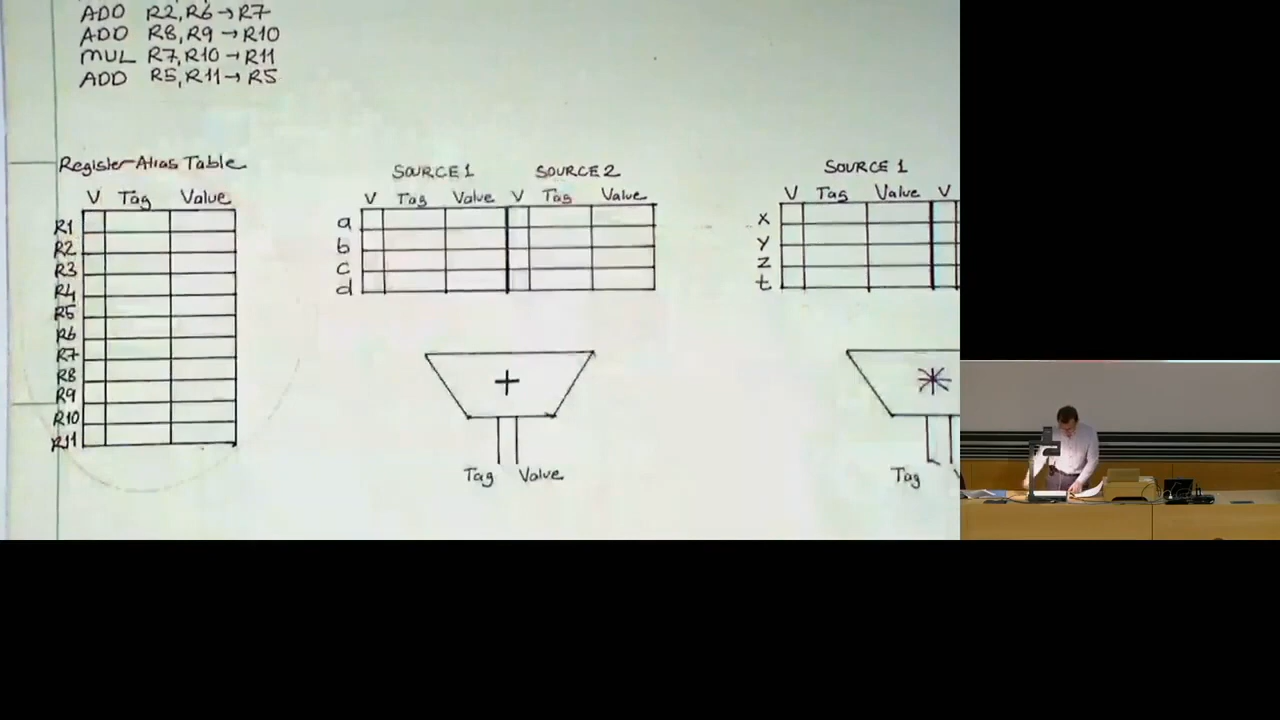 ADD R2, R6 → R7
ADD R8, R9 → R10
MUL R7, R10 → R11
ADD R5, R11 → R5
Register Alias Table
V Tag Value
R1
R2
R3
R4
R5
R6
R7
R8
R9
R10
R11
SOURCE 1 SOURCE 2
V Tag Value V Tag Value
a
b
c
d
+
Tag Value
SOURCE 1
V Tag Value V
x
y
z
t
*
Tag